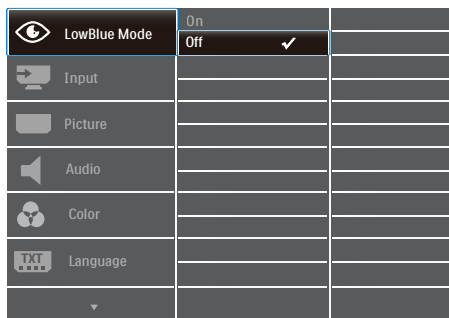 LowBlue Mode
On
Off
Input
Picture
Audio
Color
TXT
Language